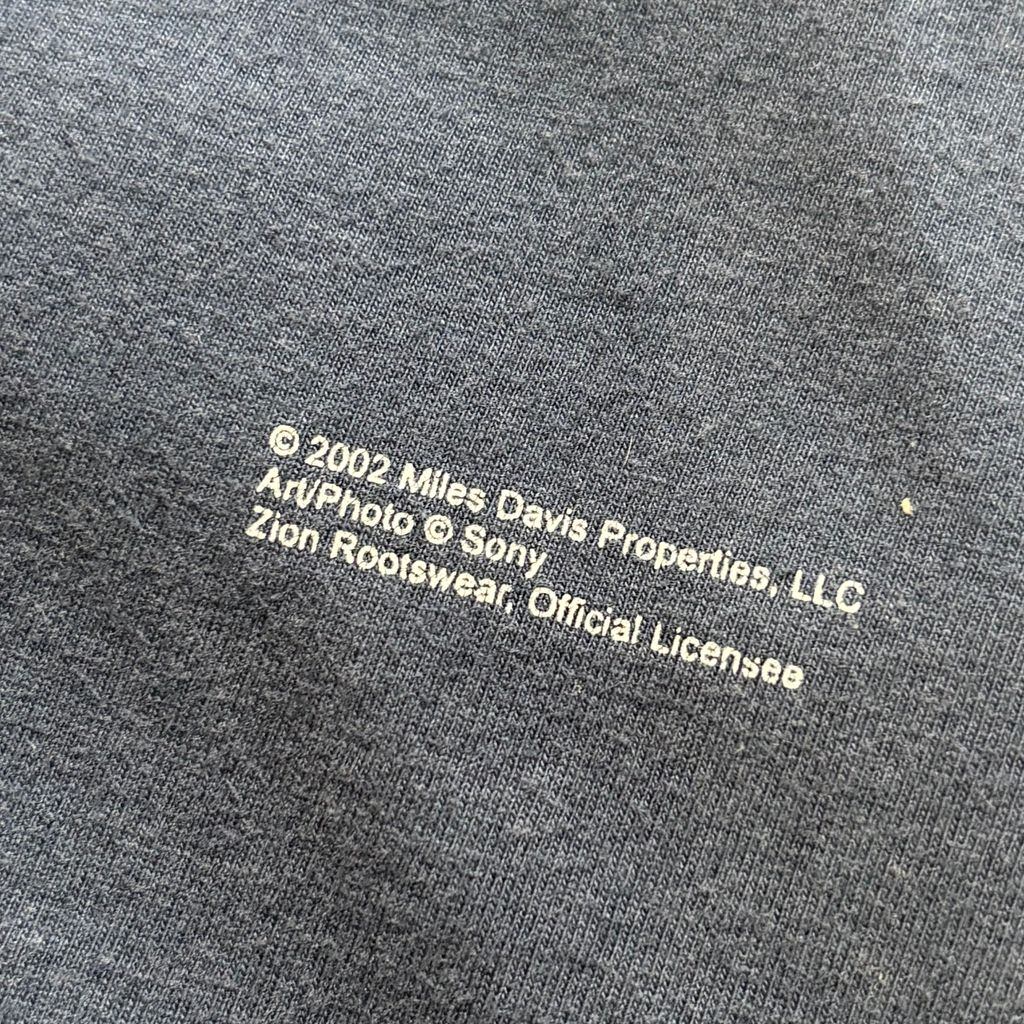 © 2002 Miles Davis Properties, LLC
Art/Photo © Sony
Zion Rootswear, Official Licensee